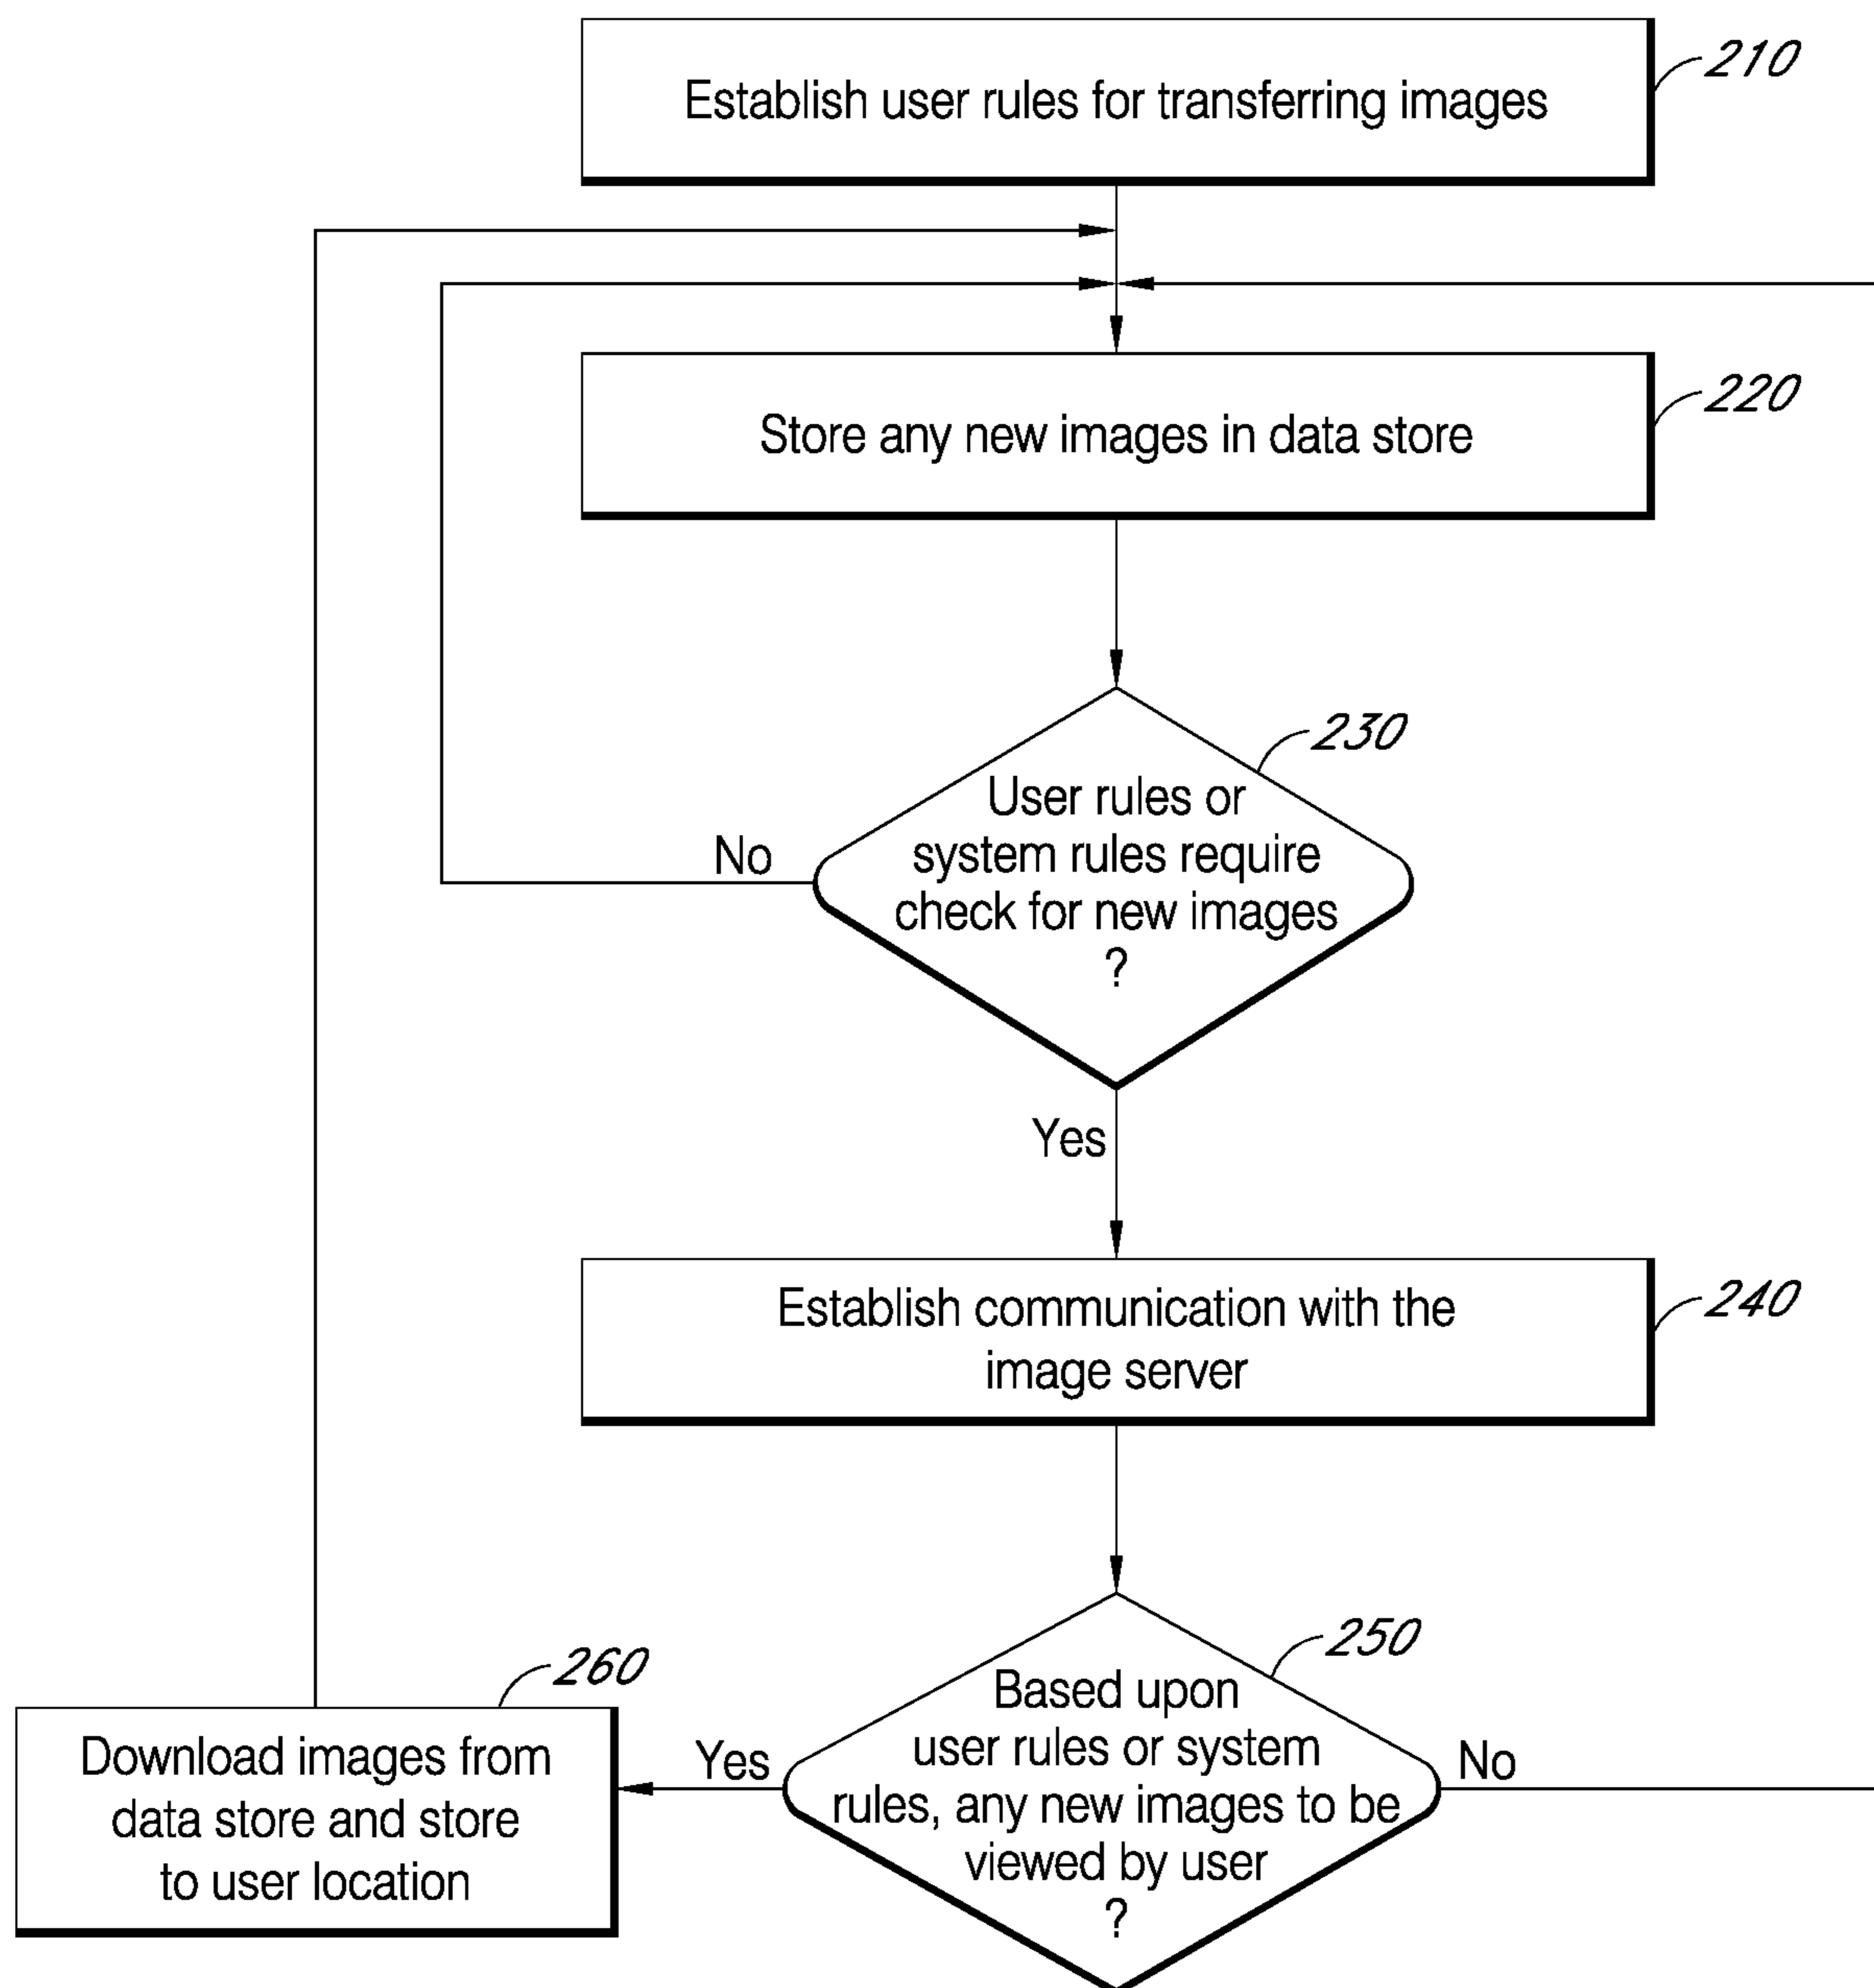 Establish user rules for transferring images
210
Store any new images in data store
220
230
User rules or
system rules require
check for new images
?
No
Yes
Establish communication with the
image server
240
250
Based upon
user rules or system
rules, any new images to be
viewed by user
?
Yes
No
260
Download images from
data store and store
to user location